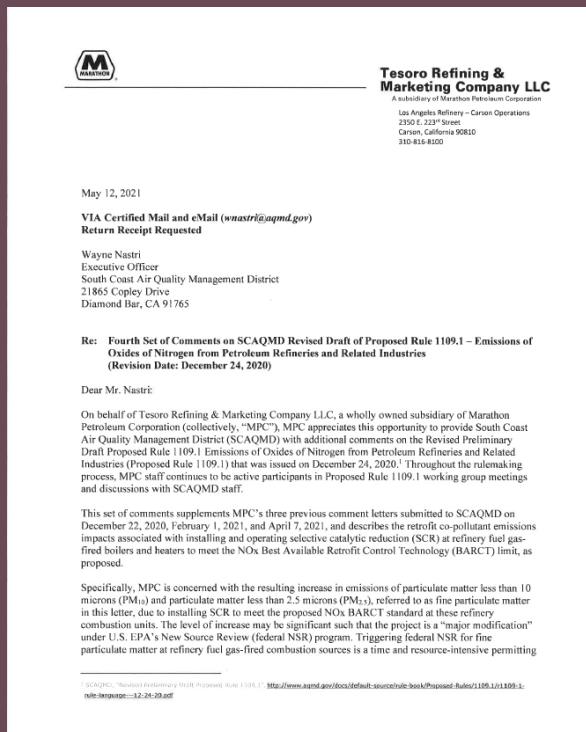 M
MARATHON
Tesoro Refining &
Marketing Company LLC
A subsidiary of Marathon Petroleum Corporation
Los Angeles Refinery – Carson Operations
2350 E. 223rd Street
Carson, California 90810
310-816-8100
May 12, 2021
VIA Certified Mail and eMail (wnastri@aqmd.gov)
Return Receipt Requested
Wayne Nastri
Executive Officer
South Coast Air Quality Management District
21865 Copley Drive
Diamond Bar, CA 91765
Re: Fourth Set of Comments on SCAQMD Revised Draft of Proposed Rule 1109.1 – Emissions of
Oxides of Nitrogen from Petroleum Refineries and Related Industries
(Revision Date: December 24, 2020)
Dear Mr. Nastri:
On behalf of Tesoro Refining & Marketing Company LLC, a wholly owned subsidiary of Marathon
Petroleum Corporation (collectively, “MPC”), MPC appreciates this opportunity to provide South Coast
Air Quality Management District (SCAQMD) with additional comments on the Revised Preliminary
Draft Proposed Rule 1109.1 Emissions of Oxides of Nitrogen from Petroleum Refineries and Related
Industries (Proposed Rule 1109.1) that was issued on December 24, 2020.1 Throughout the rulemaking
process, MPC staff continues to be active participants in Proposed Rule 1109.1 working group meetings
and discussions with SCAQMD staff.
This set of comments supplements MPC’s three previous comment letters submitted to SCAQMD on
December 22, 2020, February 1, 2021, and April 7, 2021, and describes the retrofit co-pollutant emissions
impacts associated with installing and operating selective catalytic reduction (SCR) at refinery fuel gas-
fired boilers and heaters to meet the NOx Best Available Retrofit Control Technology (BARCT) limit, as
proposed.
Specifically, MPC is concerned with the resulting increase in emissions of particulate matter less than 10
microns (PM10) and particulate matter less than 2.5 microns (PM2.5), referred to as fine particulate matter
in this letter, due to installing SCR to meet the proposed NOx BARCT standard at these refinery
combustion units. The level of increase may be significant such that the project is a “major modification”
under U.S. EPA’s New Source Review (federal NSR) program. Triggering federal NSR for fine
particulate matter at refinery fuel gas-fired combustion sources is a time and resource-intensive permitting
1 SCAQMD, “Revised Preliminary Draft Proposed Rule 1109.1”, http://www.aqmd.gov/docs/default-source/rule-book/Proposed-Rules/1109.1/r1109-1-
rule-language---12-24-20.pdf